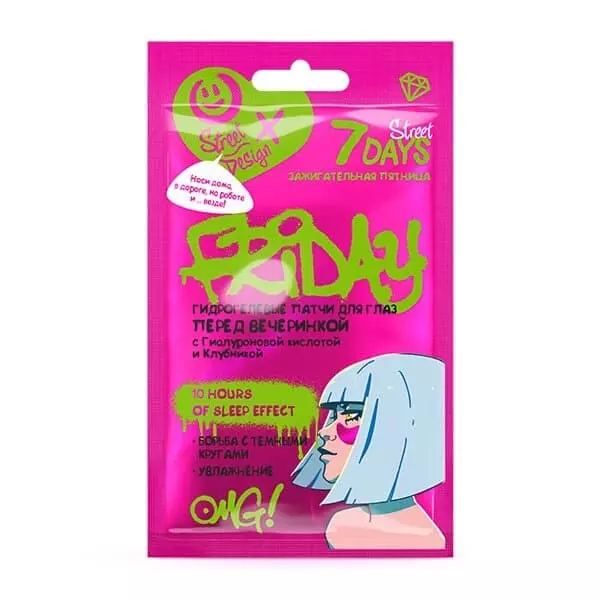 Street
Design
X
Street
7 DAYS
ЗАЖИГАТЕЛЬНАЯ ПЯТНИЦА
Носи дома,
в дороге, на работе
и ... везде!
FRIDAY
ГИДРОГЕЛЕВЫЕ ПАТЧИ ДЛЯ ГЛАЗ
ПЕРЕД ВЕЧЕРИНКОЙ
с Гиалуроновой кислотой
и Клубникой
10 HOURS
OF SLEEP EFFECT
• БОРЬБА С ТЕМНЫМИ
КРУГАМИ
• УВЛАЖНЕНИЕ
OMG!